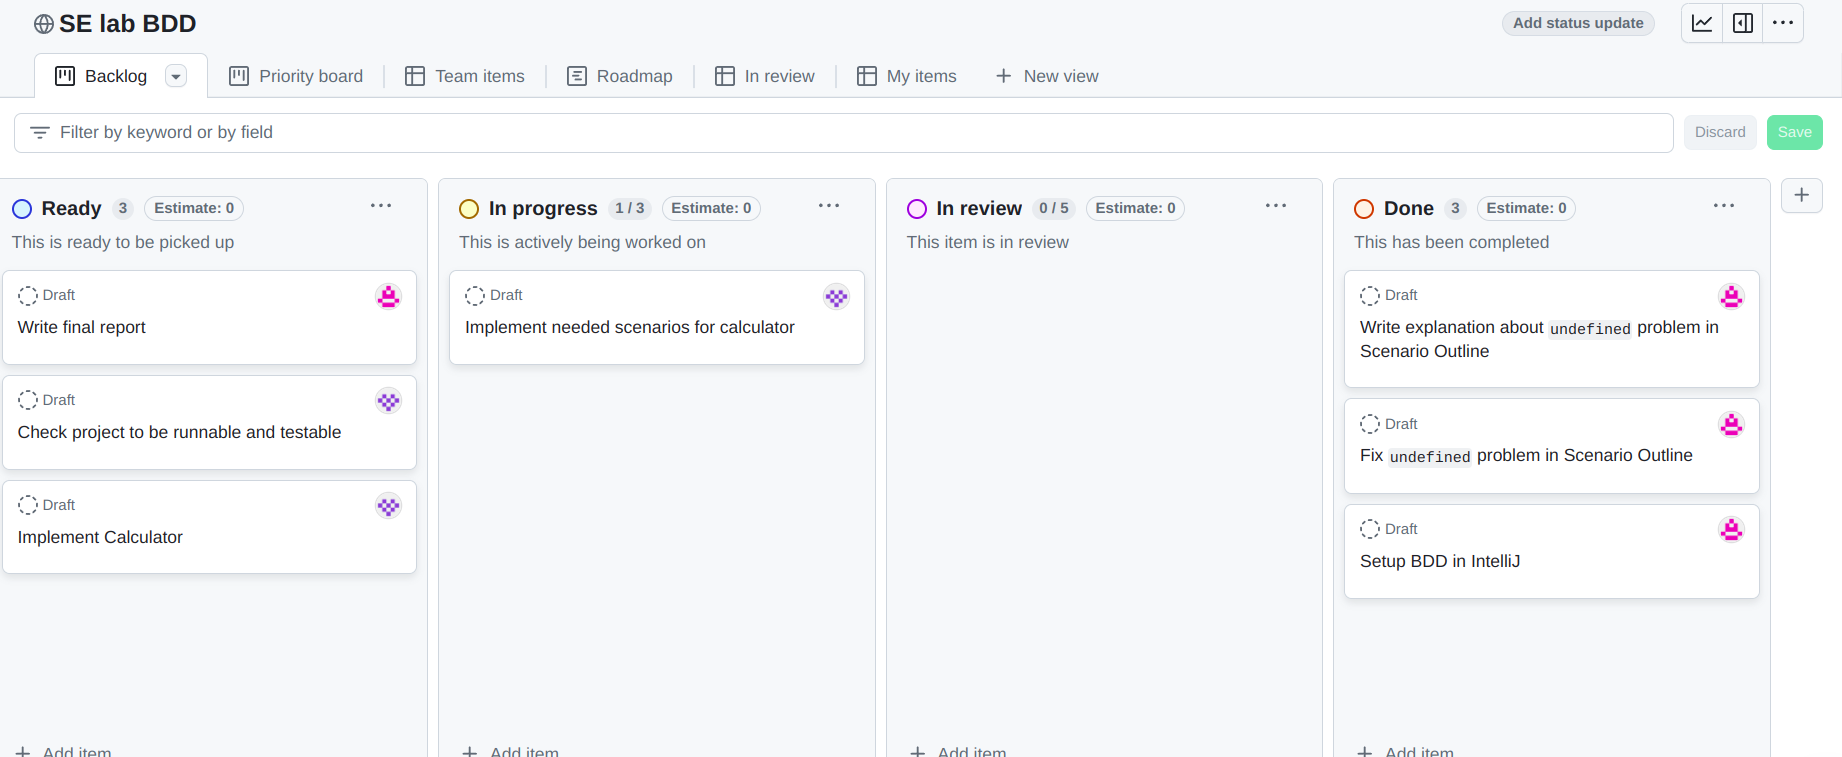 SE lab BDD
Add status update
Backlog
Priority board
Team items
Roadmap
In review
My items
New view
Filter by keyword or by field
Discard
Save
Ready 3 Estimate: 0
This is ready to be picked up
Draft
Write final report
Draft
Check project to be runnable and testable
Draft
Implement Calculator
Add item
In progress 1 / 3 Estimate: 0
This is actively being worked on
Draft
Implement needed scenarios for calculator
Add item
In review 0 / 5 Estimate: 0
This item is in review
Add item
Done 3 Estimate: 0
This has been completed
Draft
Write explanation about undefined problem in
Scenario Outline
Draft
Fix undefined problem in Scenario Outline
Draft
Setup BDD in IntelliJ
Add item